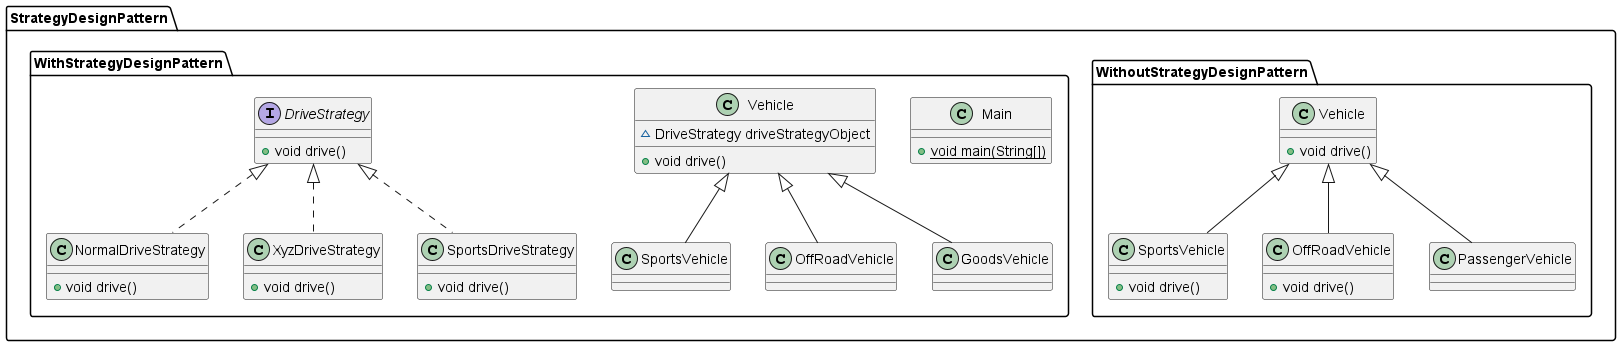 StrategyDesignPattern
WithStrategyDesignPattern
I DriveStrategy
void drive()
C NormalDriveStrategy
void drive()
C XyzDriveStrategy
void drive()
C SportsDriveStrategy
void drive()
C Vehicle
DriveStrategy driveStrategyObject
void drive()
C SportsVehicle
C OffRoadVehicle
C GoodsVehicle
C Main
void main(String[])
WithoutStrategyDesignPattern
C Vehicle
void drive()
C SportsVehicle
void drive()
C OffRoadVehicle
void drive()
C PassengerVehicle